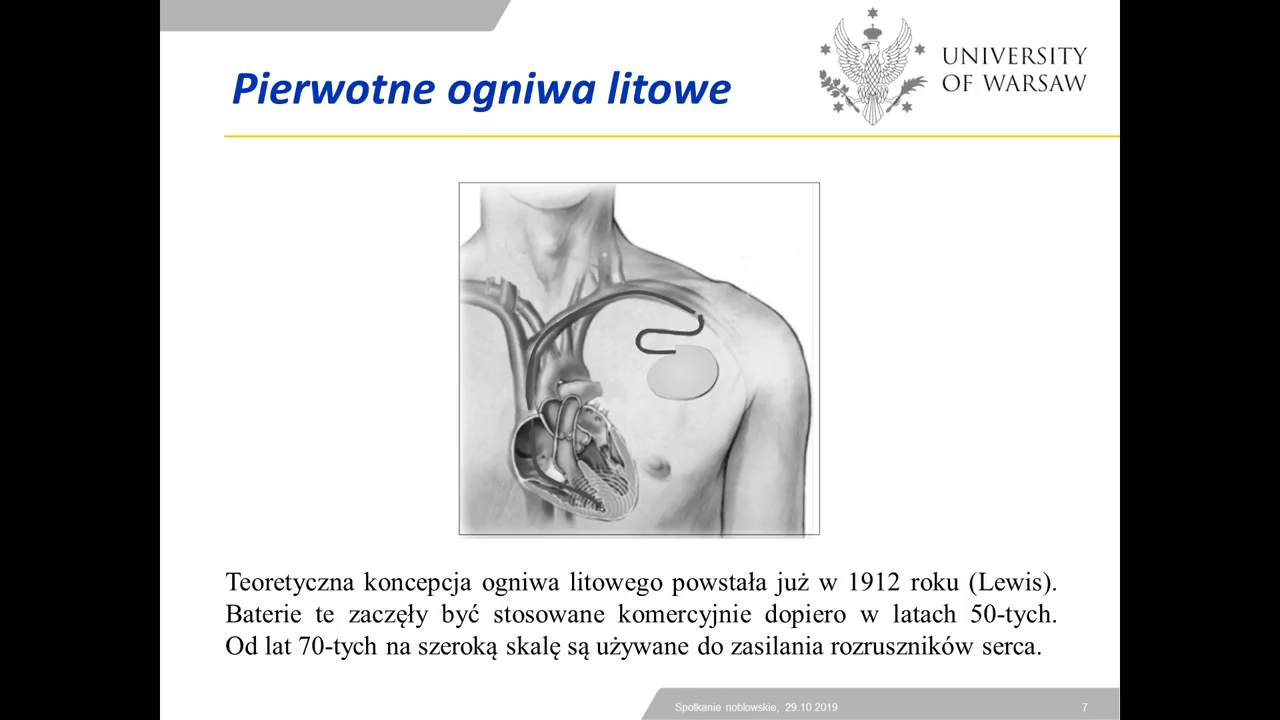 Pierwotne ogniwa litowe
UNIVERSITY
OF WARSAW
Teoretyczna koncepcja ogniwa litowego powstała już w 1912 roku (Lewis).
Baterie te zaczęły być stosowane komercyjnie dopiero w latach 50-tych.
Od lat 70-tych na szeroką skalę są używane do zasilania rozruszników serca.
Spotkanie noblowskie, 29.10.2019
7